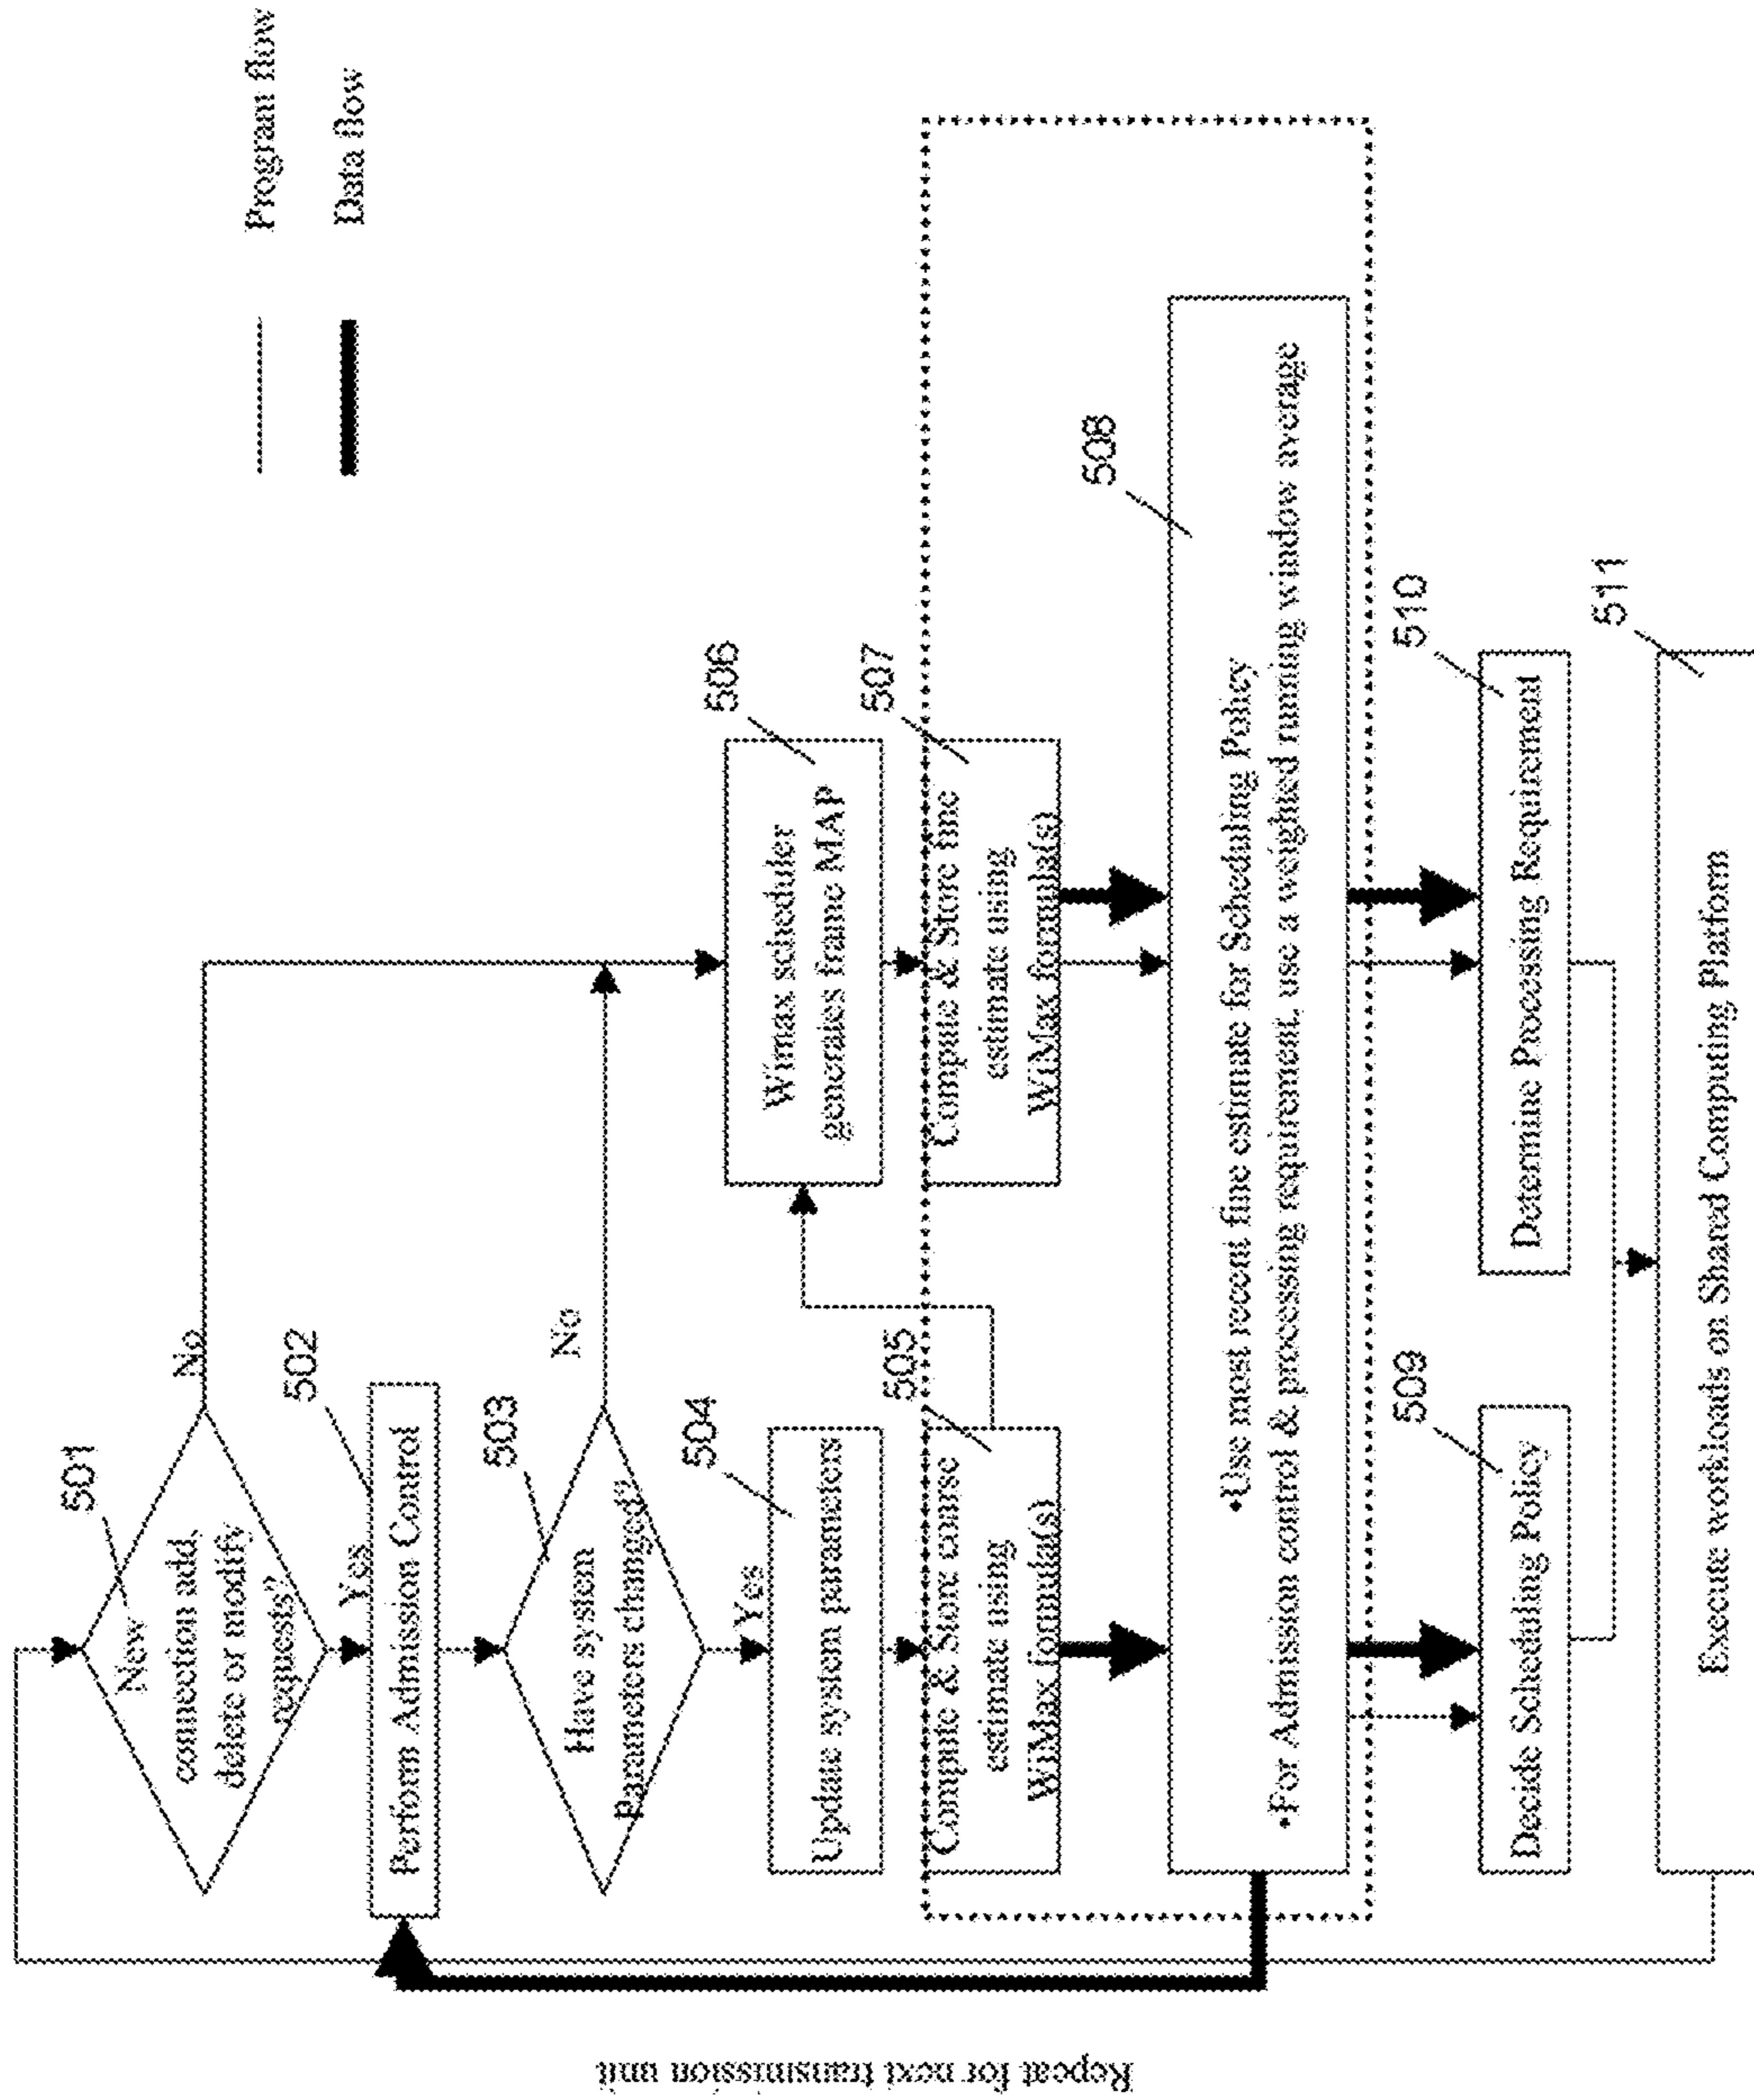 Program flow
Data flow
501
New
connection add,
delete or modify
requests?
No
Yes
502
Perform Admission Control
503
Have system
Parameters changed?
No
Yes
504
Update system parameters
505
Compute & Store coarse
estimate using
WiMax formula(s)
506
Wimax scheduler
generates frame MAP
507
Compute & Store fine
estimate using
WiMax formula(s)
508
•Use most recent fine estimate for Scheduling Policy
•For Admission control & processing requirement, use a weighted running window average
509
Decide Scheduling Policy
510
Determine Processing Requirement
511
Execute workloads on Shared Computing Platform
Repeat for next transmission unit